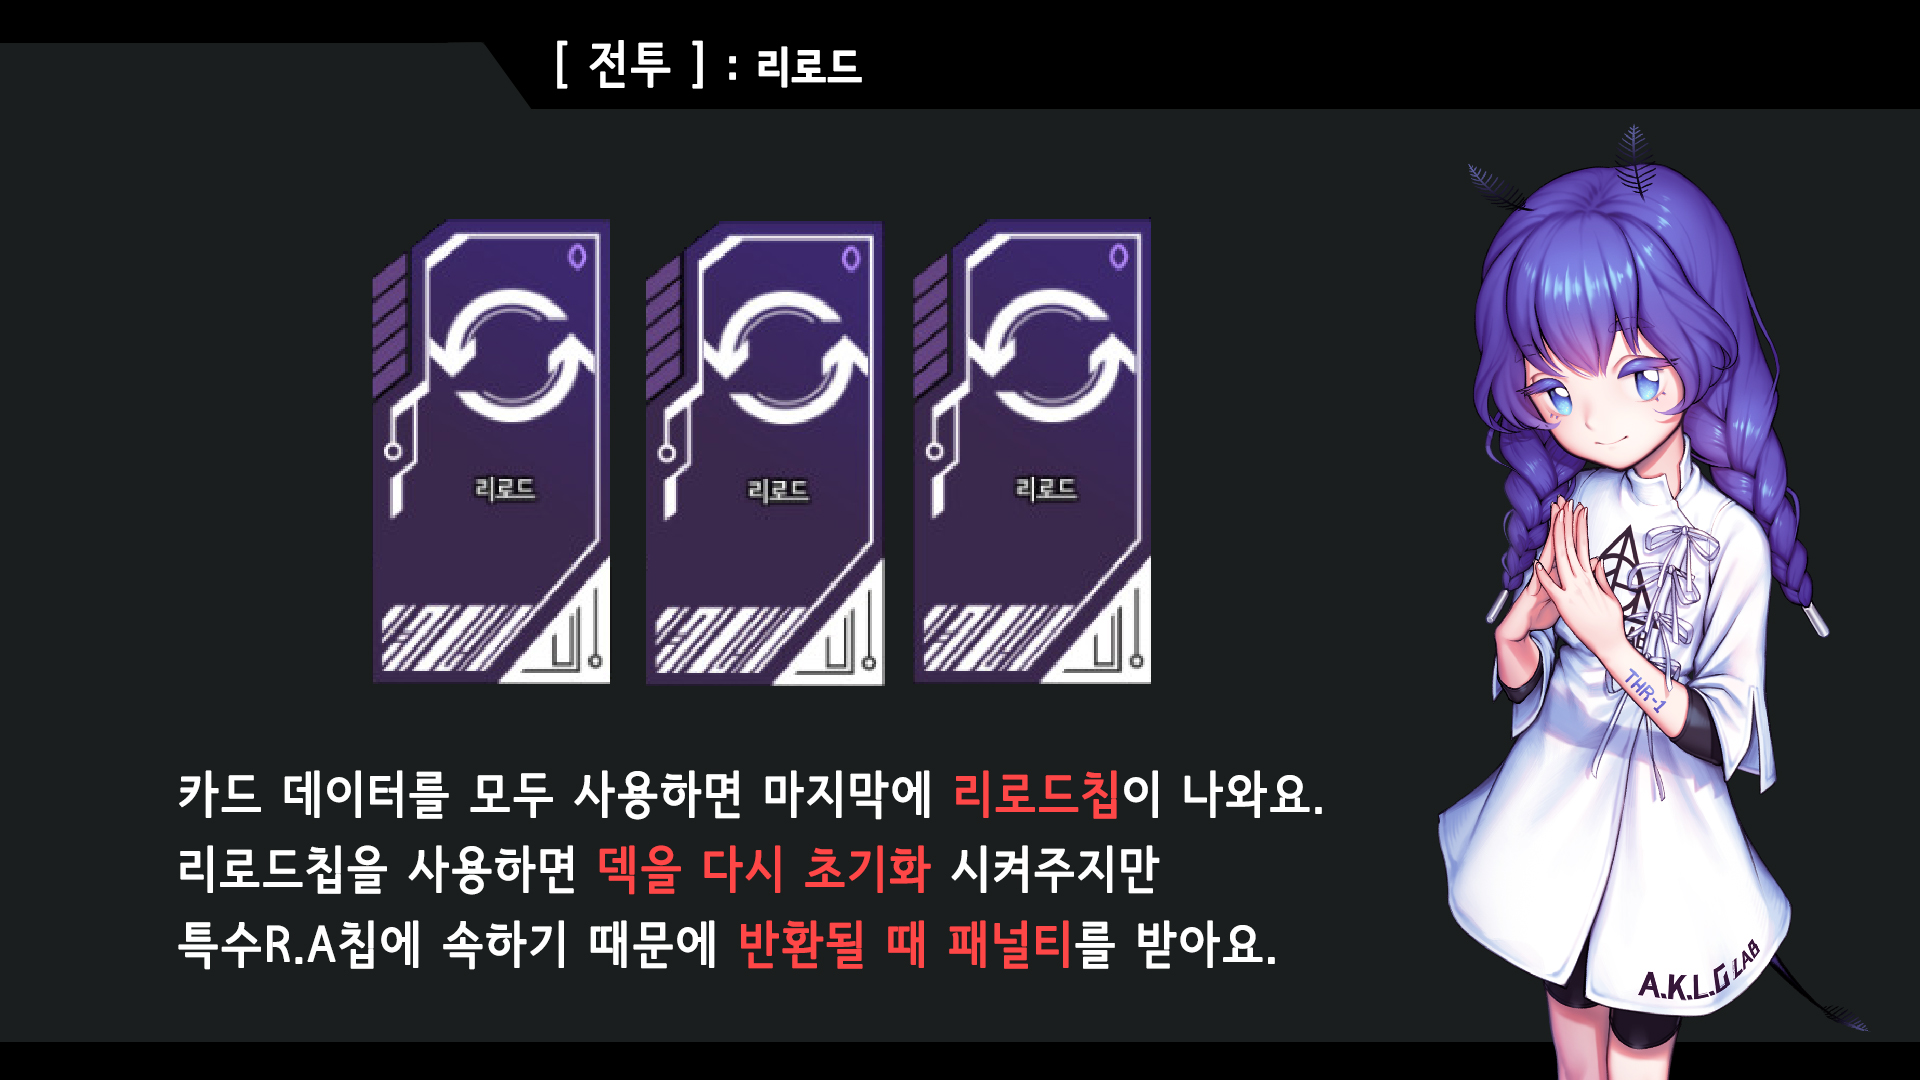 [ 전투 ] : 리로드
0
0
0
리로드
리로드
리로드
THR-1
카드 데이터를 모두 사용하면 마지막에 리로드칩이 나와요.
리로드칩을 사용하면 덱을 다시 초기화 시켜주지만
특수R.A칩에 속하기 때문에 반환될 때 패널티를 받아요.
A.K.L.G LAB